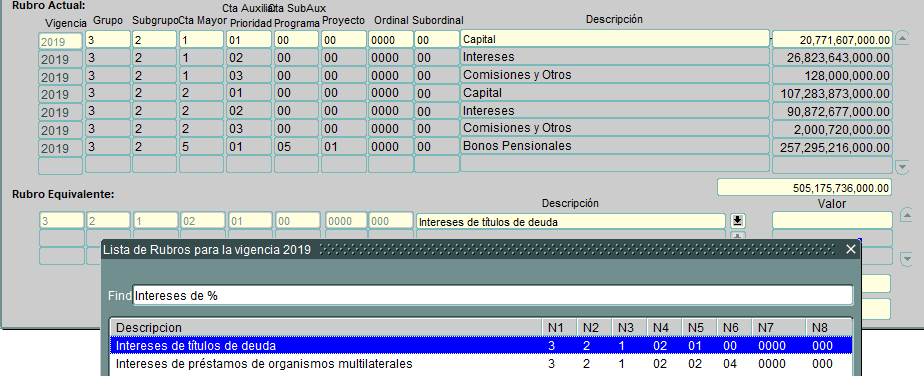 Rubro Actual:
Vigencia Grupo Subgrupo Cta Mayor Cta Auxiliar Prioridad Cta SubAux Programa Proyecto Ordinal Subordinal Descripción
2019 3 2 1 01 00 00 0000 00 Capital 20,771,607,000.00
2019 3 2 1 02 00 00 0000 00 Intereses 26,823,643,000.00
2019 3 2 1 03 00 00 0000 00 Comisiones y Otros 128,000,000.00
2019 3 2 2 01 00 00 0000 00 Capital 107,283,873,000.00
2019 3 2 2 02 00 00 0000 00 Intereses 90,872,677,000.00
2019 3 2 2 03 00 00 0000 00 Comisiones y Otros 2,000,720,000.00
2019 3 2 5 01 05 01 0000 00 Bonos Pensionales 257,295,216,000.00
505,175,736,000.00
Rubro Equivalente:
Descripción Valor
3 2 1 02 01 00 0000 000 Intereses de títulos de deuda
Lista de Rubros para la vigencia 2019
Find Intereses de %
Descripcion N1 N2 N3 N4 N5 N6 N7 N8
Intereses de títulos de deuda 3 2 1 02 01 00 0000 000
Intereses de préstamos de organismos multilaterales 3 2 1 02 02 04 0000 000